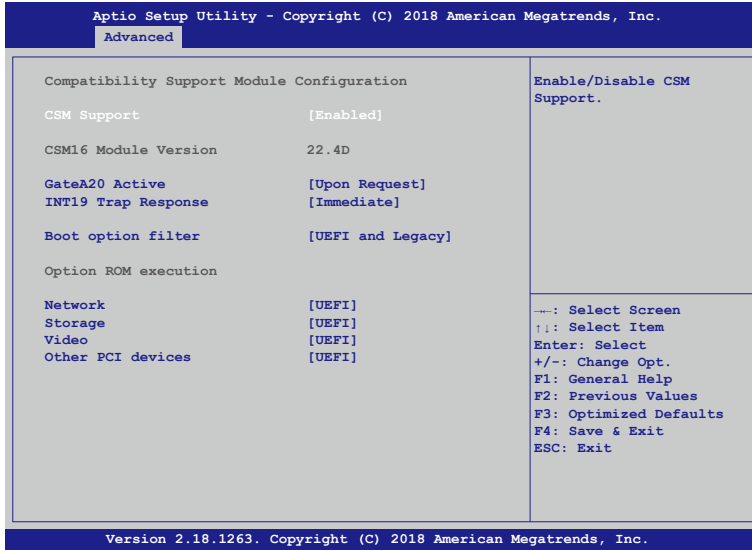 Aptio Setup Utility - Copyright (C) 2018 American Megatrends, Inc.
Advanced
Compatibility Support Module Configuration
CSM Support [Enabled]
CSM16 Module Version 22.4D
GateA20 Active [Upon Request]
INT19 Trap Response [Immediate]
Boot option filter [UEFI and Legacy]
Option ROM execution
Network [UEFI]
Storage [UEFI]
Video [UEFI]
Other PCI devices [UEFI]
Enable/Disable CSM
Support.
→←: Select Screen
↑↓: Select Item
Enter: Select
+/-: Change Opt.
F1: General Help
F2: Previous Values
F3: Optimized Defaults
F4: Save & Exit
ESC: Exit
Version 2.18.1263. Copyright (C) 2018 American Megatrends, Inc.